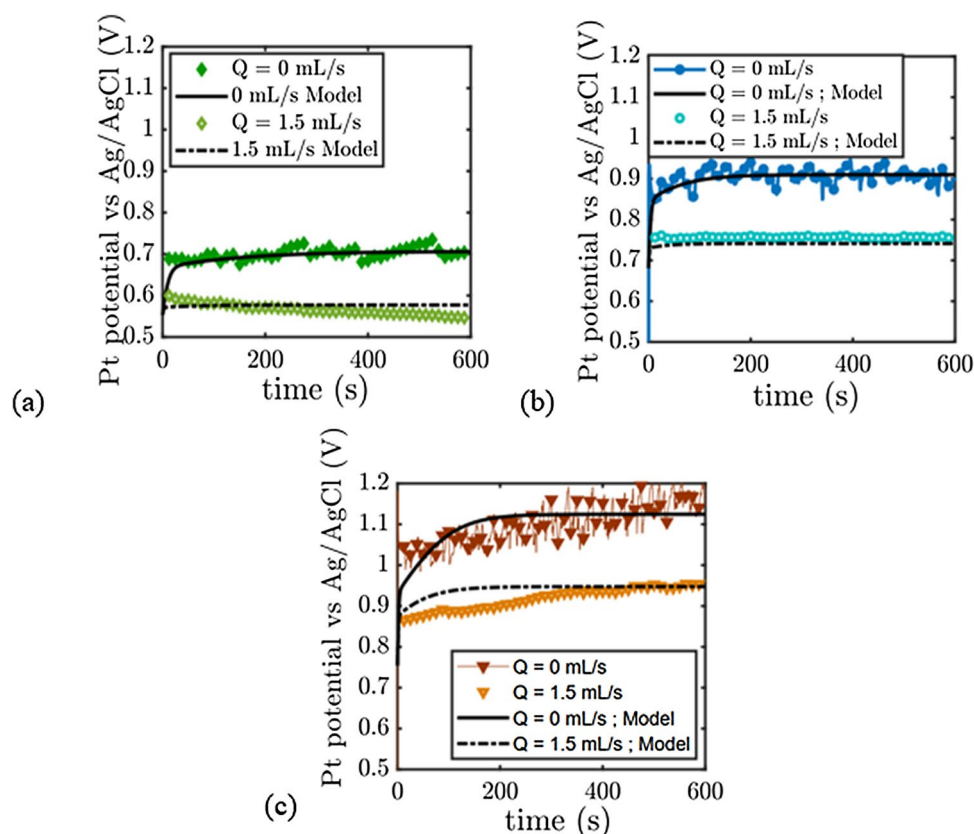 Pt potential vs Ag/AgCl (V)
1.2
1.1
1
0.9
0.8
0.7
0.6
0.5
Q = 0 mL/s
0 mL/s Model
Q = 1.5 mL/s
1.5 mL/s Model
0
200
400
600
time (s)
(a)
Pt potential vs Ag/AgCl (V)
1.2
1.1
1
0.9
0.8
0.7
0.6
0.5
Q = 0 mL/s
Q = 0 mL/s ; Model
Q = 1.5 mL/s
Q = 1.5 mL/s ; Model
0
200
400
600
time (s)
(b)
Pt potential vs Ag/AgCl (V)
1.2
1.1
1
0.9
0.8
0.7
0.6
0.5
Q = 0 mL/s
Q = 1.5 mL/s
Q = 0 mL/s ; Model
Q = 1.5 mL/s ; Model
0
200
400
600
time (s)
(c)